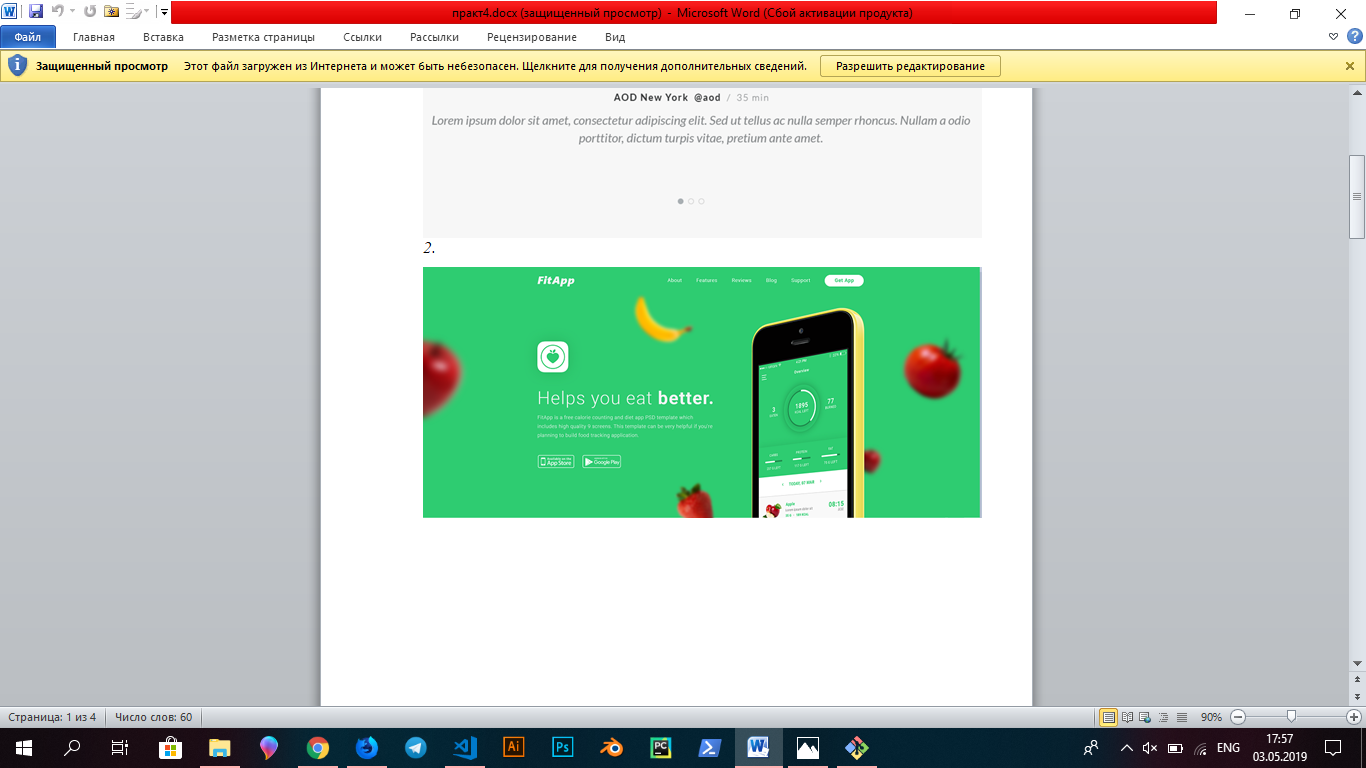 практ4.docx (защищенный просмотр) - Microsoft Word (Сбой активации продукта)
Файл Главная Вставка Разметка страницы Ссылки Рассылки Рецензирование Вид
Защищенный просмотр Этот файл загружен из Интернета и может быть небезопасен. Щелкните для получения дополнительных сведений. Разрешить редактирование
AOD New York @aod / 35 min
Lorem ipsum dolor sit amet, consectetur adipiscing elit. Sed ut tellus ac nulla semper rhoncus. Nullam a odio
porttitor, dictum turpis vitae, pretium ante amet.
2.
FitApp About Features Reviews Blog Support Get App
Overview
1895
3
77
Helps you eat better.
FitApp is a free calorie counting and diet app PSD template which
includes high quality 9 screens. This template can be very helpful if you're
planning to build food tracking application.
Available on the
App Store
Google Play
Apple
08:15
Страница: 1 из 4 Число слов: 60 90%
Ai Ps PC W
ENG
17:57
03.05.2019